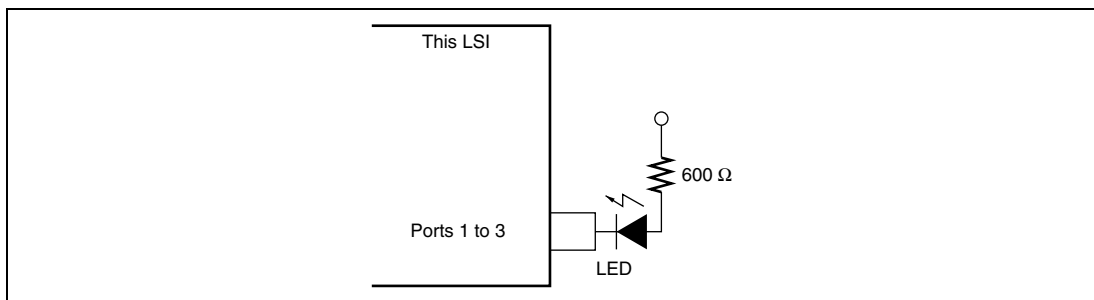 This LSI
600 Ω
Ports 1 to 3
LED